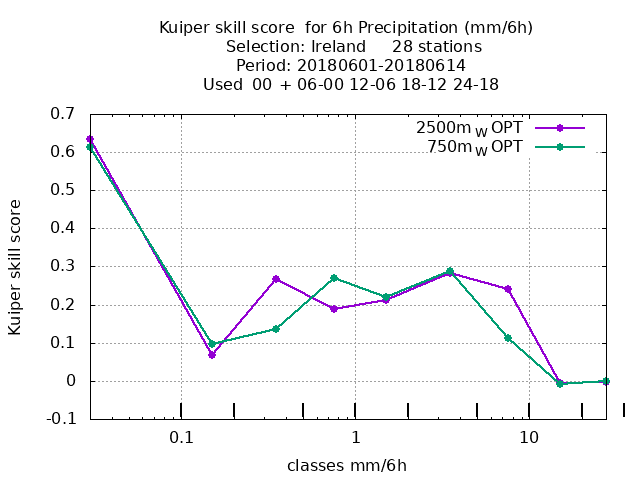 Kuiper skill score  for 6h Precipitation (mm/6h)
Selection: Ireland     28 stations
Period: 20180601-20180614
Used  00  + 06-00 12-06 18-12 24-18
2500m W OPT
750m W OPT
0.7
0.6
0.5
0.4
0.3
0.2
0.1
0
-0.1
Kuiper skill score
0.1
1
10
classes mm/6h